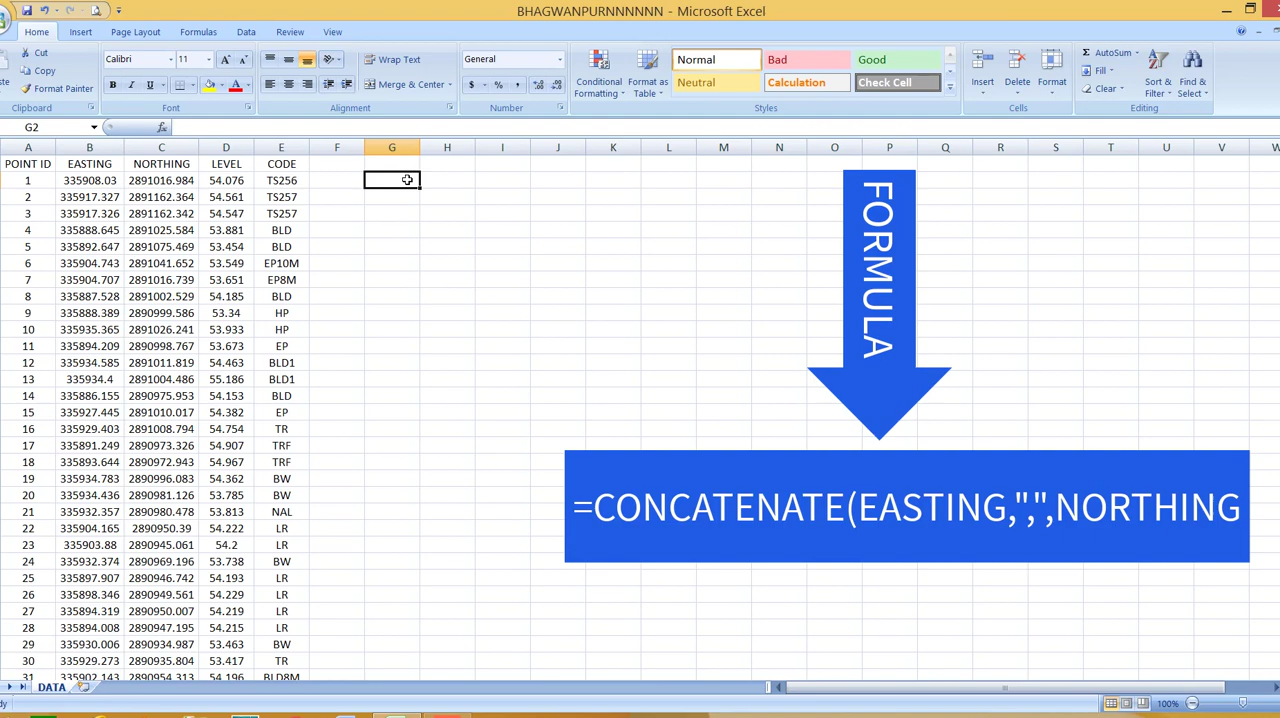 BHAGWANPURNNNNNN - Microsoft Excel
Home Insert Page Layout Formulas Data Review View
Cut
Copy
Format Painter
Clipboard
Calibri 11
B I U
Font
Wrap Text
Merge & Center
Alignment
General
$ % ,
Number
Conditional Formatting
Format as Table
Normal Bad Good
Neutral Calculation Check Cell
Styles
Insert Delete Format
Cells
AutoSum
Fill
Clear
Sort & Filter
Find & Select
Editing
G2 fx
A B C D E F G H I J K L M N O P Q R S T U V W
POINT ID EASTING NORTHING LEVEL CODE
1 335908.03 2891016.984 54.076 TS256
2 335917.327 2891162.364 54.561 TS257
3 335917.326 2891162.342 54.547 TS257
4 335888.645 2891025.584 53.881 BLD
5 335892.647 2891075.409 53.454 BLD
6 335904.743 2891041.652 53.549 EP10M
7 335904.707 2891016.739 53.651 EP8M
8 335887.528 2891002.529 54.185 BLD
9 335888.389 2890999.586 53.34 HP
10 335935.365 2891026.241 53.933 HP
11 335894.209 2890998.767 53.673 EP
12 335934.585 2891011.819 54.463 BLD1
13 335934.4 2891004.486 55.186 BLD1
14 335886.155 2890975.953 54.153 BLD
15 335927.445 2891010.017 54.382 EP
16 335929.403 2891008.794 54.754 TR
17 335891.249 2890973.326 54.907 TRF
18 335893.644 2890972.943 54.967 TRF
19 335934.783 2890996.083 54.362 BW
20 335934.436 2890981.126 53.785 BW
21 335932.357 2890980.478 53.813 NAL
22 335904.165 2890950.39 54.222 LR
23 335903.88 2890945.061 54.2 LR
24 335932.374 2890969.196 53.738 BW
25 335897.907 2890946.742 54.193 LR
26 335898.346 2890949.561 54.229 LR
27 335894.319 2890950.007 54.219 LR
28 335894.008 2890947.195 54.215 LR
29 335930.006 2890934.987 53.463 BW
30 335929.273 2890935.804 53.417 TR
31 335902.143 2890954.313 54.196 BLD8M
FORMULA
=CONCATENATE(EASTING,",",NORTHING
DATA
dy 100%